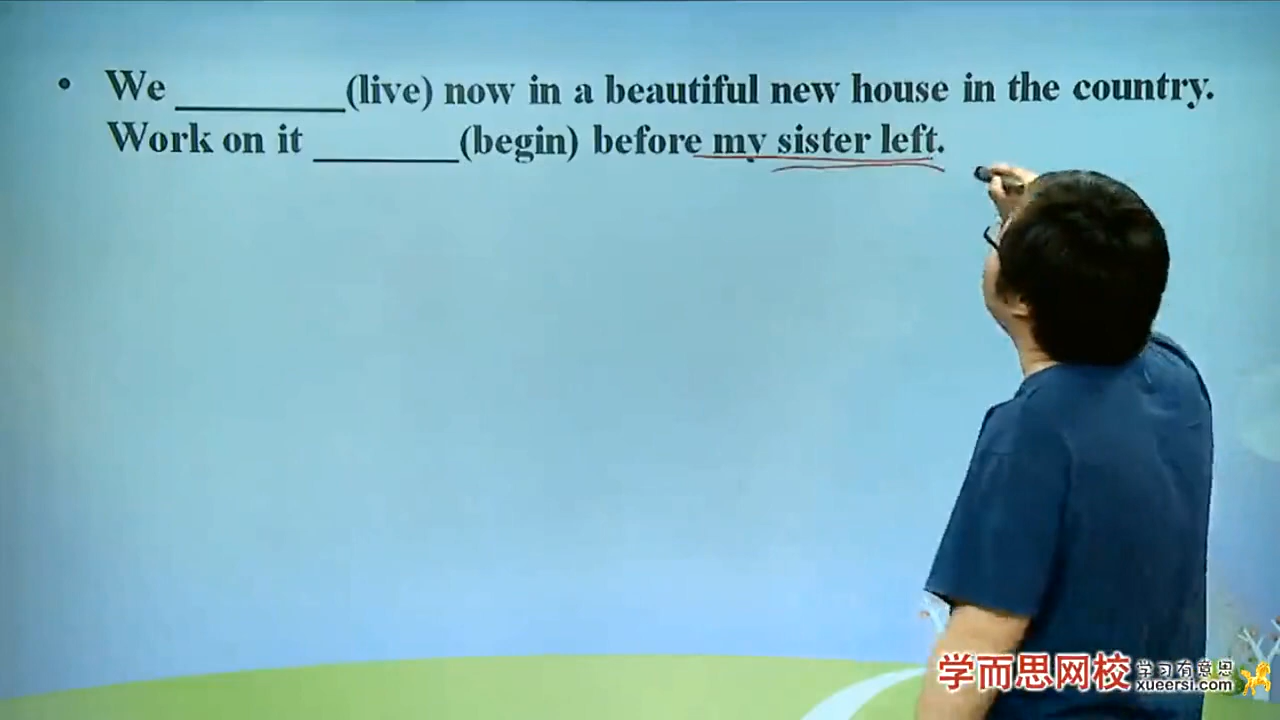 • We ________ (live) now in a beautiful new house in the country.
Work on it _______ (begin) before my sister left.
学而思网校 学习有意思
xueersi.com